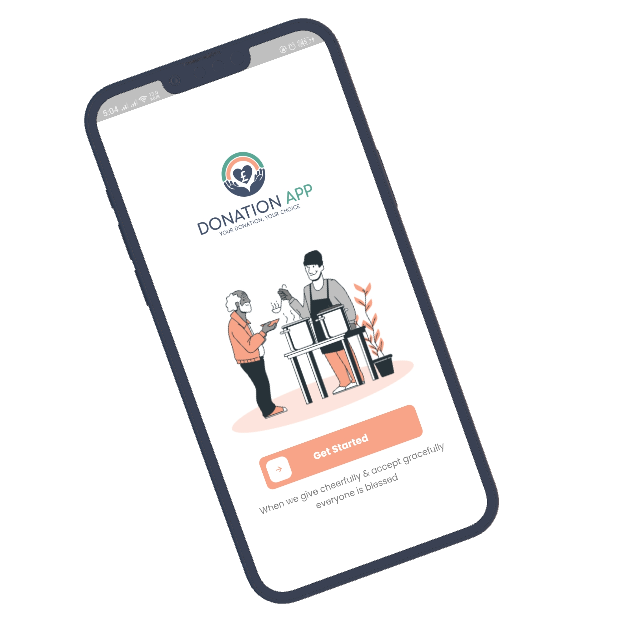 5:04
£
DONATION APP
YOUR DONATION, YOUR CHOICE
Get Started
When we give cheerfully & accept gracefully
everyone is blessed